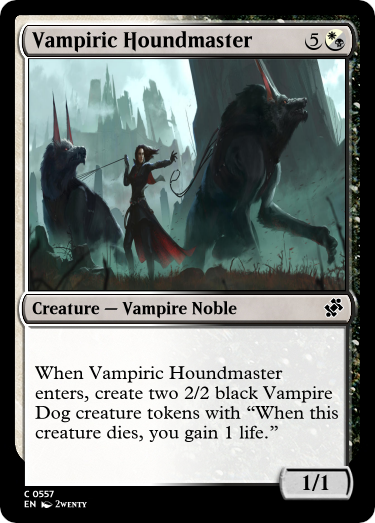 Vampiric Houndmaster 5
Creature — Vampire Noble
When Vampiric Houndmaster
enters, create two 2/2 black Vampire
Dog creature tokens with “When this
creature dies, you gain 1 life.”
1/1
C 0557
EN 2WENTY